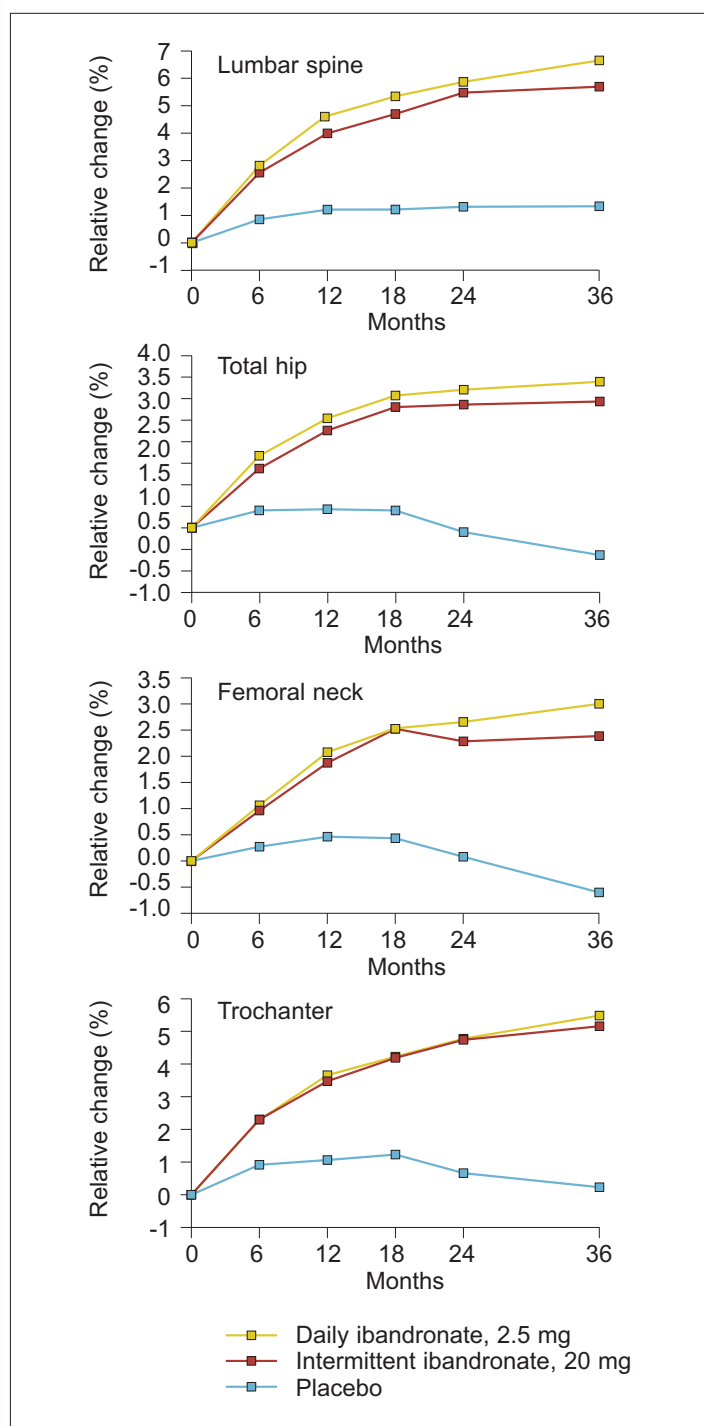 Lumbar spine
Relative change (%)
7
6
5
4
3
2
1
0
-1
0 6 12 18 24 36
Months
Total hip
Relative change (%)
4.0
3.5
3.0
2.0
1.5
1.0
0.5
0.0
-0.5
-1.0
0 6 12 18 24 36
Months
Femoral neck
Relative change (%)
3.5
3.0
2.5
2.0
1.5
1.0
0.5
0.0
-0.5
-1.0
0 6 12 18 24 36
Months
Trochanter
Relative change (%)
6
5
4
3
2
1
0
-1
0 6 12 18 24 36
Months
Daily ibandronate, 2.5 mg
Intermittent ibandronate, 20 mg
Placebo